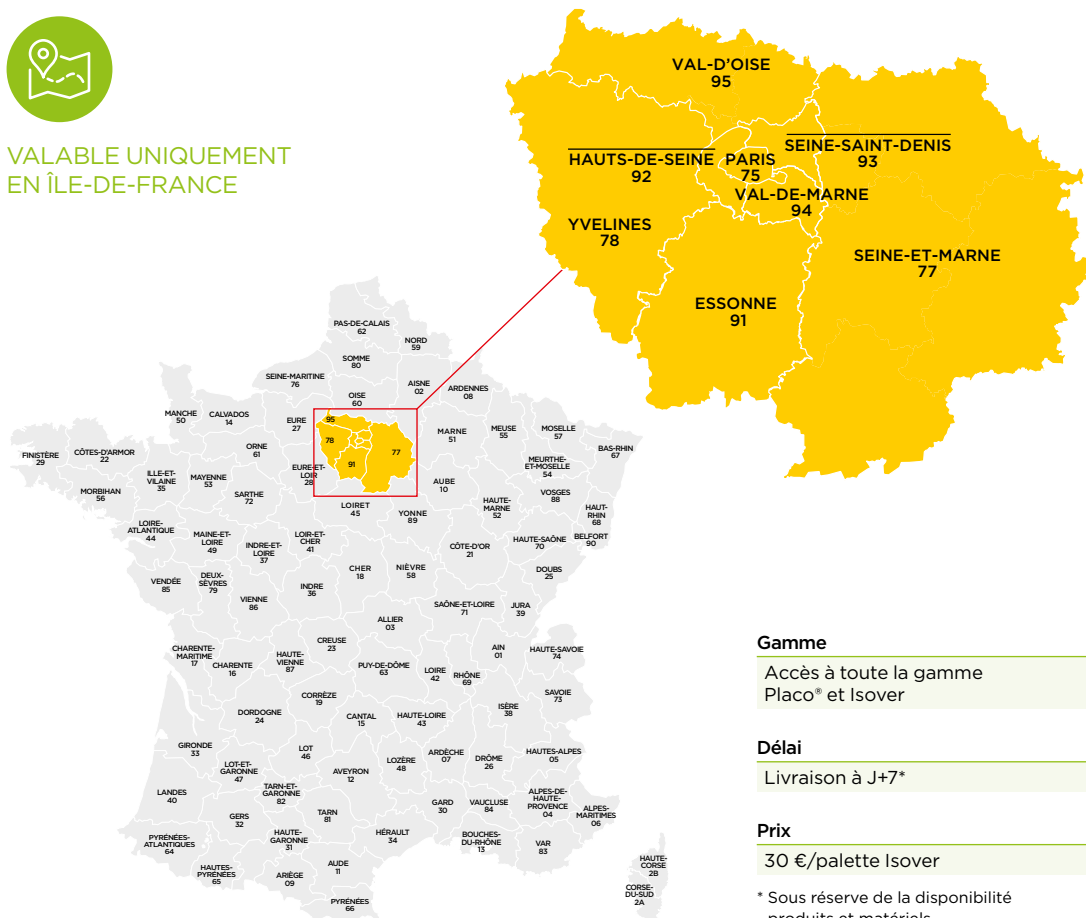 VALABLE UNIQUEMENT
EN ÎLE-DE-FRANCE
VAL-D'OISE
95
HAUTS-DE-SEINE
92
PARIS
75
SEINE-SAINT-DENIS
93
VAL-DE-MARNE
94
YVELINES
78
SEINE-ET-MARNE
77
ESSONNE
91
PAS-DE-CALAIS
62
NORD
59
SOMME
80
SEINE-MARITIME
76
AISNE
02
ARDENNES
08
OISE
60
MANCHE
50
CALVADOS
14
EURE
27
95
78
91
77
MARNE
51
MEUSE
55
MOSELLE
57
BAS-RHIN
67
FINISTÈRE
29
CÔTES-D'ARMOR
22
ORNE
61
MEURTHE-
ET-MOSELLE
54
ILLE-ET-
VILAINE
35
MAYENNE
53
EURE-ET-
LOIR
28
AUBE
10
VOSGES
88
MORBIHAN
56
SARTHE
72
HAUTE-
MARNE
52
HAUT-
RHIN
68
LOIRET
45
YONNE
89
LOIRE-
ATLANTIQUE
44
MAINE-ET-
LOIRE
49
INDRE-ET-
LOIRE
37
LOIR-ET-
CHER
41
CÔTE-D'OR
21
HAUTE-SAÔNE
70
BELFORT
90
VENDÉE
85
DEUX-
SÈVRES
79
CHER
18
NIÈVRE
58
DOUBS
25
VIENNE
86
INDRE
36
SAÔNE-ET-LOIRE
71
JURA
39
ALLIER
03
CHARENTE-
MARITIME
17
CHARENTE
16
HAUTE-
VIENNE
87
CREUSE
23
PUY-DE-DÔME
63
LOIRE
42
RHÔNE
69
AIN
01
HAUTE-SAVOIE
74
CORRÈZE
19
SAVOIE
73
DORDOGNE
24
CANTAL
15
HAUTE-LOIRE
43
ISÈRE
38
GIRONDE
33
LOT
46
LOT-ET-
GARONNE
47
AVEYRON
12
LOZÈRE
48
ARDÈCHE
07
DRÔME
26
HAUTES-ALPES
05
LANDES
40
TARN-ET-
GARONNE
82
GERS
32
TARN
81
GARD
30
VAUCLUSE
84
ALPES-DE-
HAUTE-
PROVENCE
04
ALPES-
MARITIMES
06
PYRÉNÉES-
ATLANTIQUES
64
HAUTE-
GARONNE
31
HÉRAULT
34
BOUCHES-
DU-RHÔNE
13
VAR
83
HAUTES-
PYRÉNÉES
65
ARIÈGE
09
AUDE
11
PYRÉNÉES
66
HAUTE-
CORSE
2B
CORSE-
DU-SUD
2A
Gamme
Accès à toute la gamme
Placo® et Isover
Délai
Livraison à J+7*
Prix
30 €/palette Isover
* Sous réserve de la disponibilité
produits et matériels